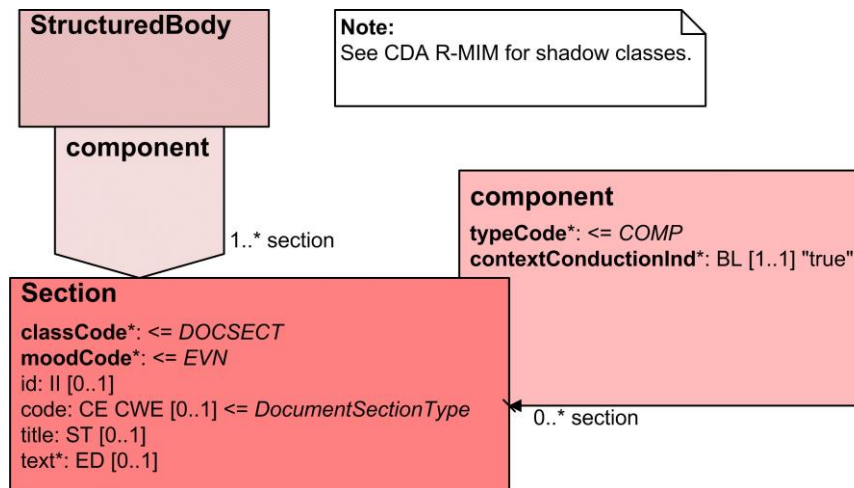 StructuredBody
Note:
See CDA R-MIM for shadow classes.
component
1..* section
component
typeCode*: <= COMP
contextConductionInd*: BL [1..1] "true"
Section
classCode*: <= DOCSECT
moodCode*: <= EVN
id: II [0..1]
code: CE CWE [0..1] <= DocumentSectionType
title: ST [0..1]
text*: ED [0..1]
0..* section